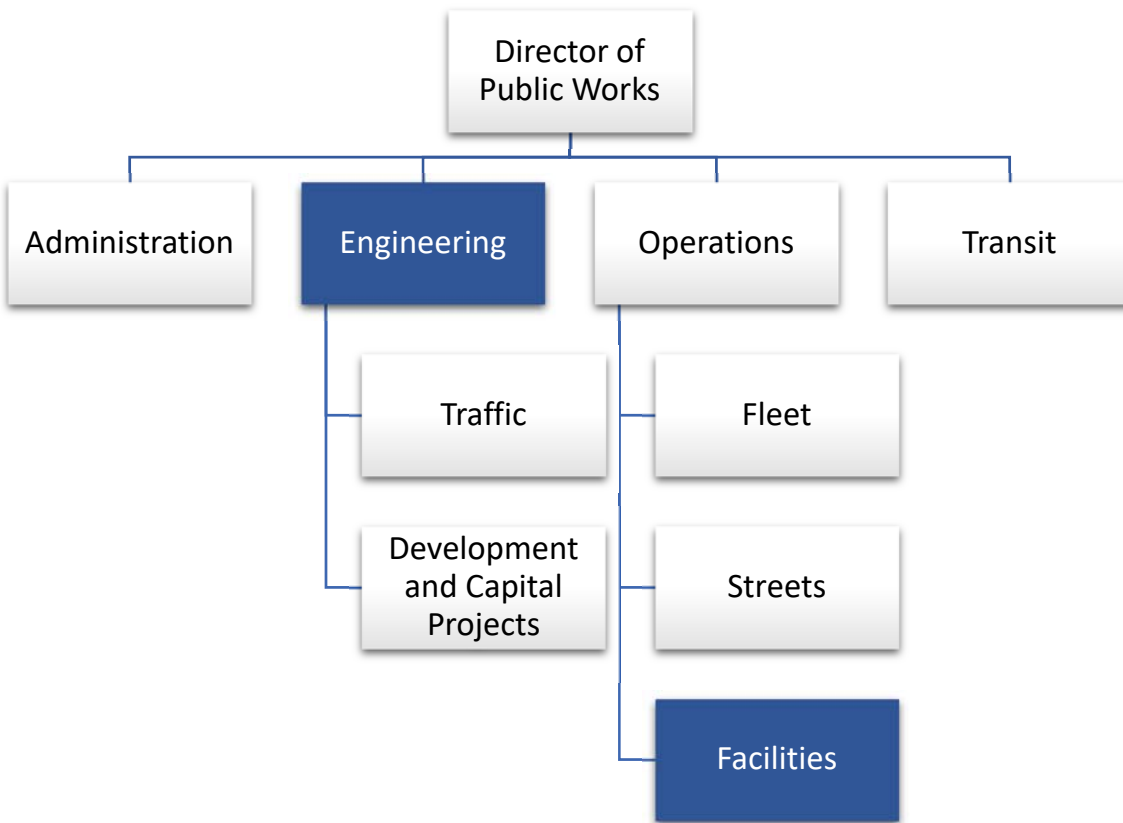 Director of
Public Works
Administration
Engineering
Operations
Transit
Traffic
Fleet
Development
and Capital
Projects
Streets
Facilities